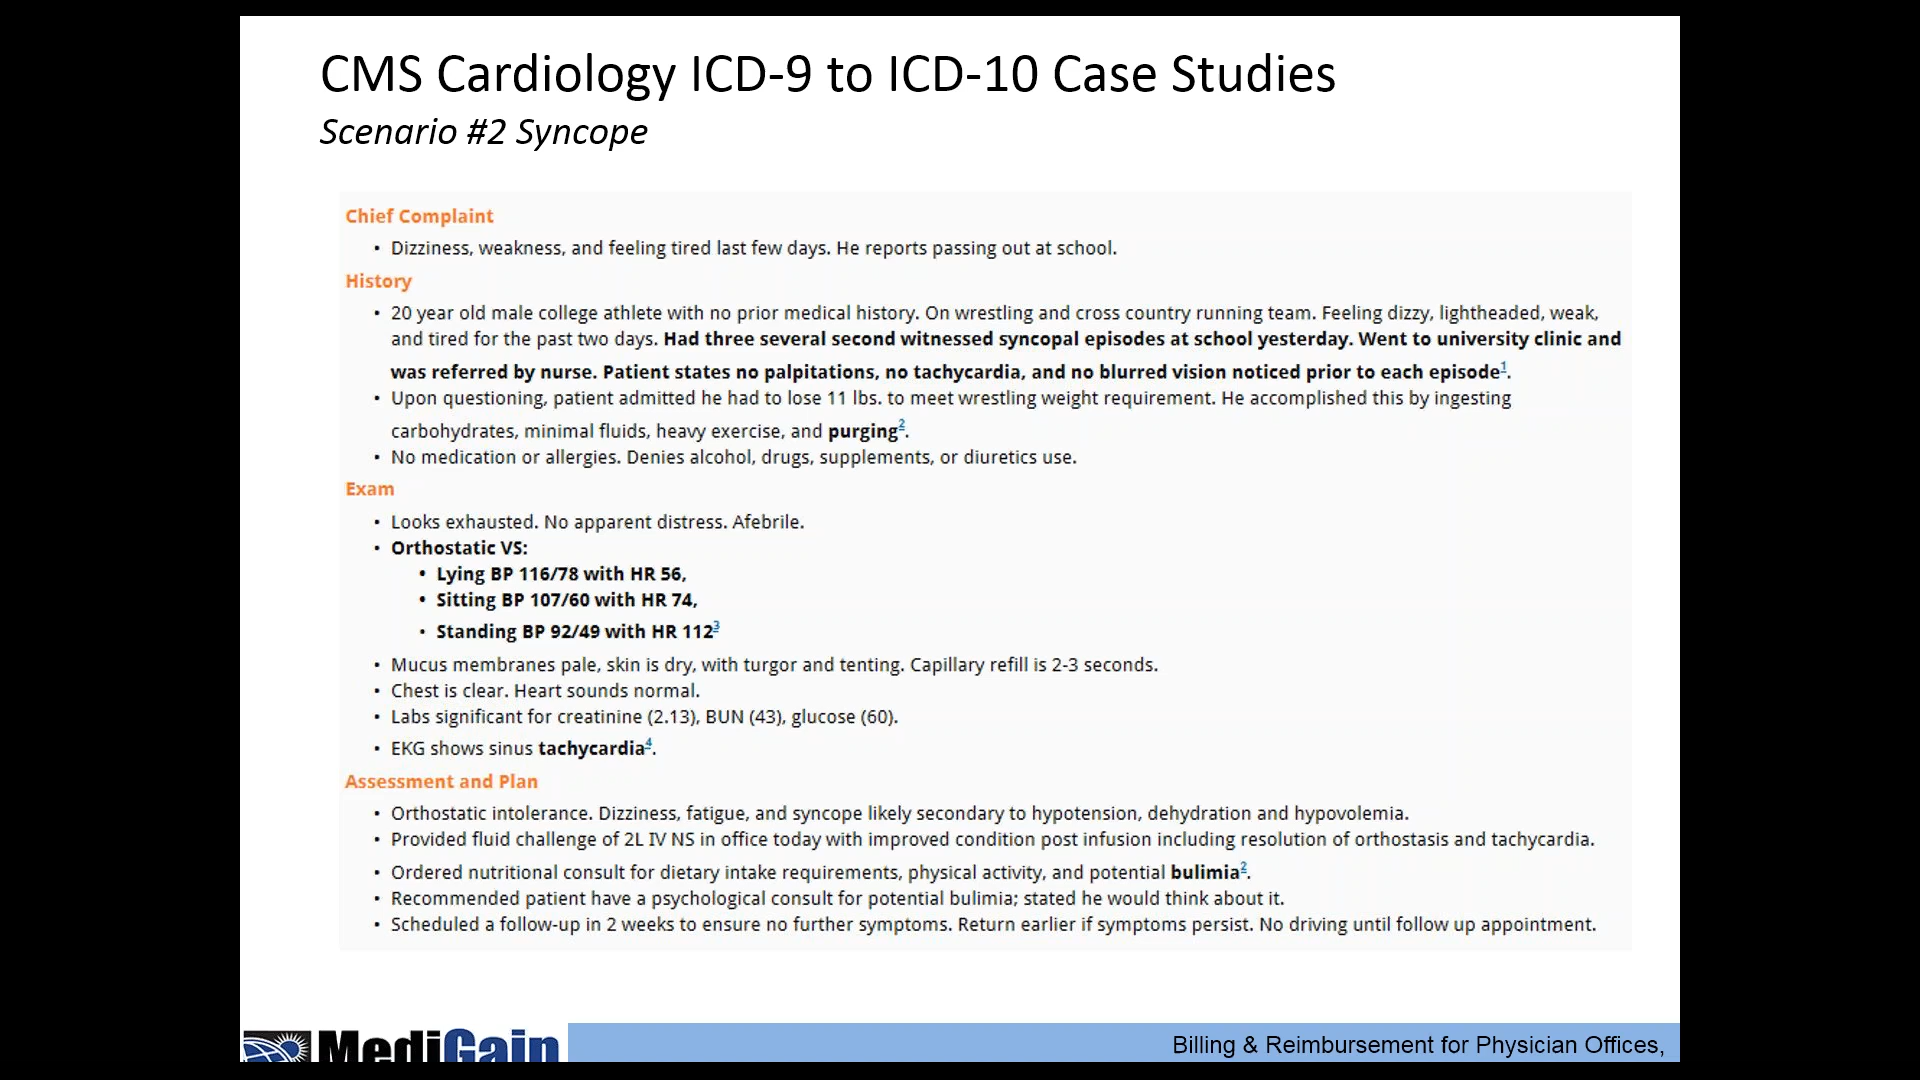 CMS Cardiology ICD-9 to ICD-10 Case Studies
Scenario #2 Syncope
Chief Complaint
• Dizziness, weakness, and feeling tired last few days. He reports passing out at school.
History
• 20 year old male college athlete with no prior medical history. On wrestling and cross country running team. Feeling dizzy, lightheaded, weak,
and tired for the past two days. Had three several second witnessed syncopal episodes at school yesterday. Went to university clinic and
was referred by nurse. Patient states no palpitations, no tachycardia, and no blurred vision noticed prior to each episode1.
• Upon questioning, patient admitted he had to lose 11 lbs. to meet wrestling weight requirement. He accomplished this by ingesting
carbohydrates, minimal fluids, heavy exercise, and purging2.
• No medication or allergies. Denies alcohol, drugs, supplements, or diuretics use.
Exam
• Looks exhausted. No apparent distress. Afebrile.
• Orthostatic VS:
• Lying BP 116/78 with HR 56,
• Sitting BP 107/60 with HR 74,
• Standing BP 92/49 with HR 1123
• Mucus membranes pale, skin is dry, with turgor and tenting. Capillary refill is 2-3 seconds.
• Chest is clear. Heart sounds normal.
• Labs significant for creatinine (2.13), BUN (43), glucose (60).
• EKG shows sinus tachycardia4.
Assessment and Plan
• Orthostatic intolerance. Dizziness, fatigue, and syncope likely secondary to hypotension, dehydration and hypovolemia.
• Provided fluid challenge of 2L IV NS in office today with improved condition post infusion including resolution of orthostasis and tachycardia.
• Ordered nutritional consult for dietary intake requirements, physical activity, and potential bulimia2.
• Recommended patient have a psychological consult for potential bulimia; stated he would think about it.
• Scheduled a follow-up in 2 weeks to ensure no further symptoms. Return earlier if symptoms persist. No driving until follow up appointment.
MediGain
Billing & Reimbursement for Physician Offices,